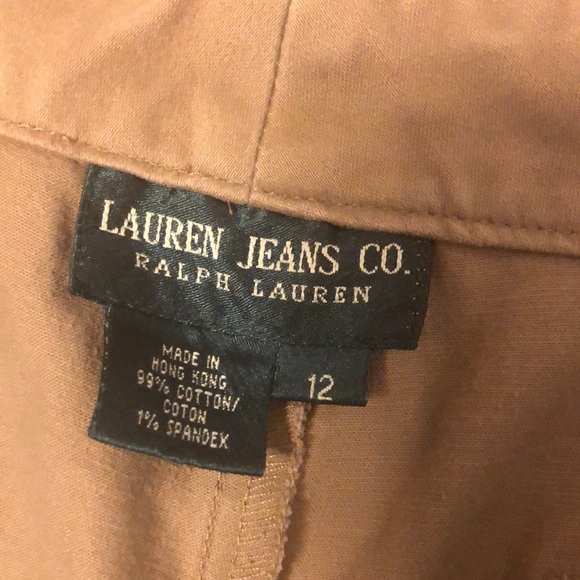 LAUREN JEANS CO.
RALPH LAUREN
MADE IN
HONG KONG
99% COTTON/
COTON
1% SPANDEX
12